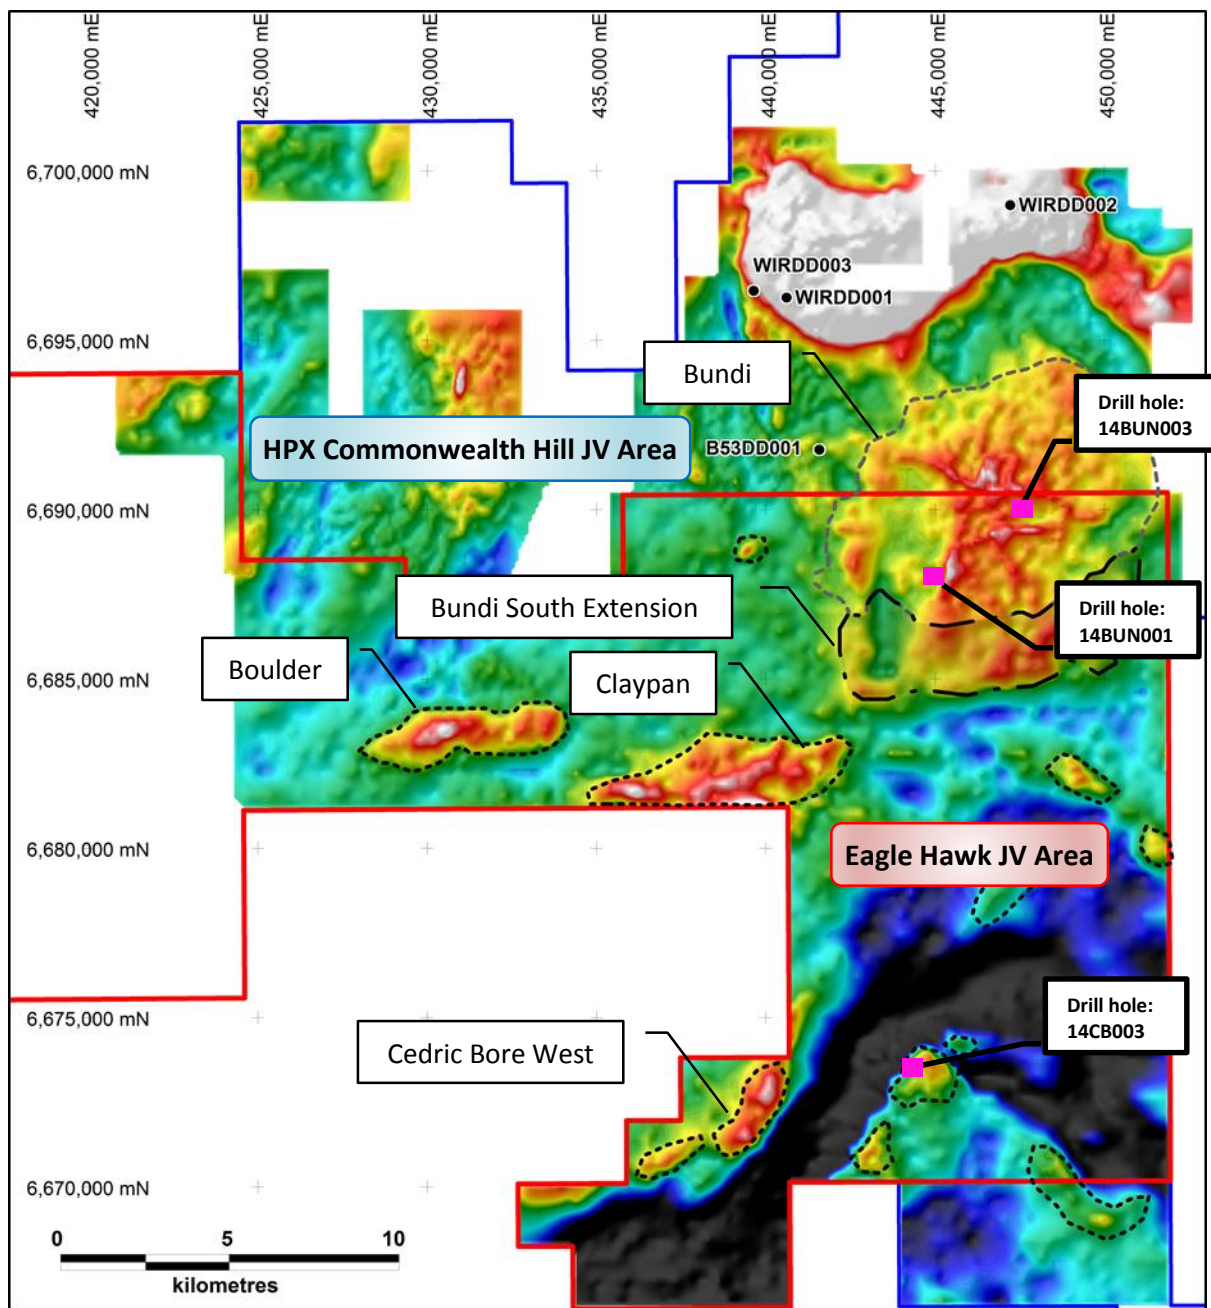 420,000 mE
425,000 mE
430,000 mE
435,000 mE
440,000 mE
445,000 mE
450,000 mE
6,700,000 mN
WIRDD002
WIRDD003
WIRDD001
6,695,000 mN
Bundi
Drill hole:
14BUN003
HPX Commonwealth Hill JV Area
B53DD001
6,690,000 mN
Bundi South Extension
Drill hole:
14BUN001
Boulder
Claypan
6,685,000 mN
6,680,000 mN
Eagle Hawk JV Area
6,675,000 mN
Drill hole:
14CB003
Cedric Bore West
6,670,000 mN
0 5 10
kilometres